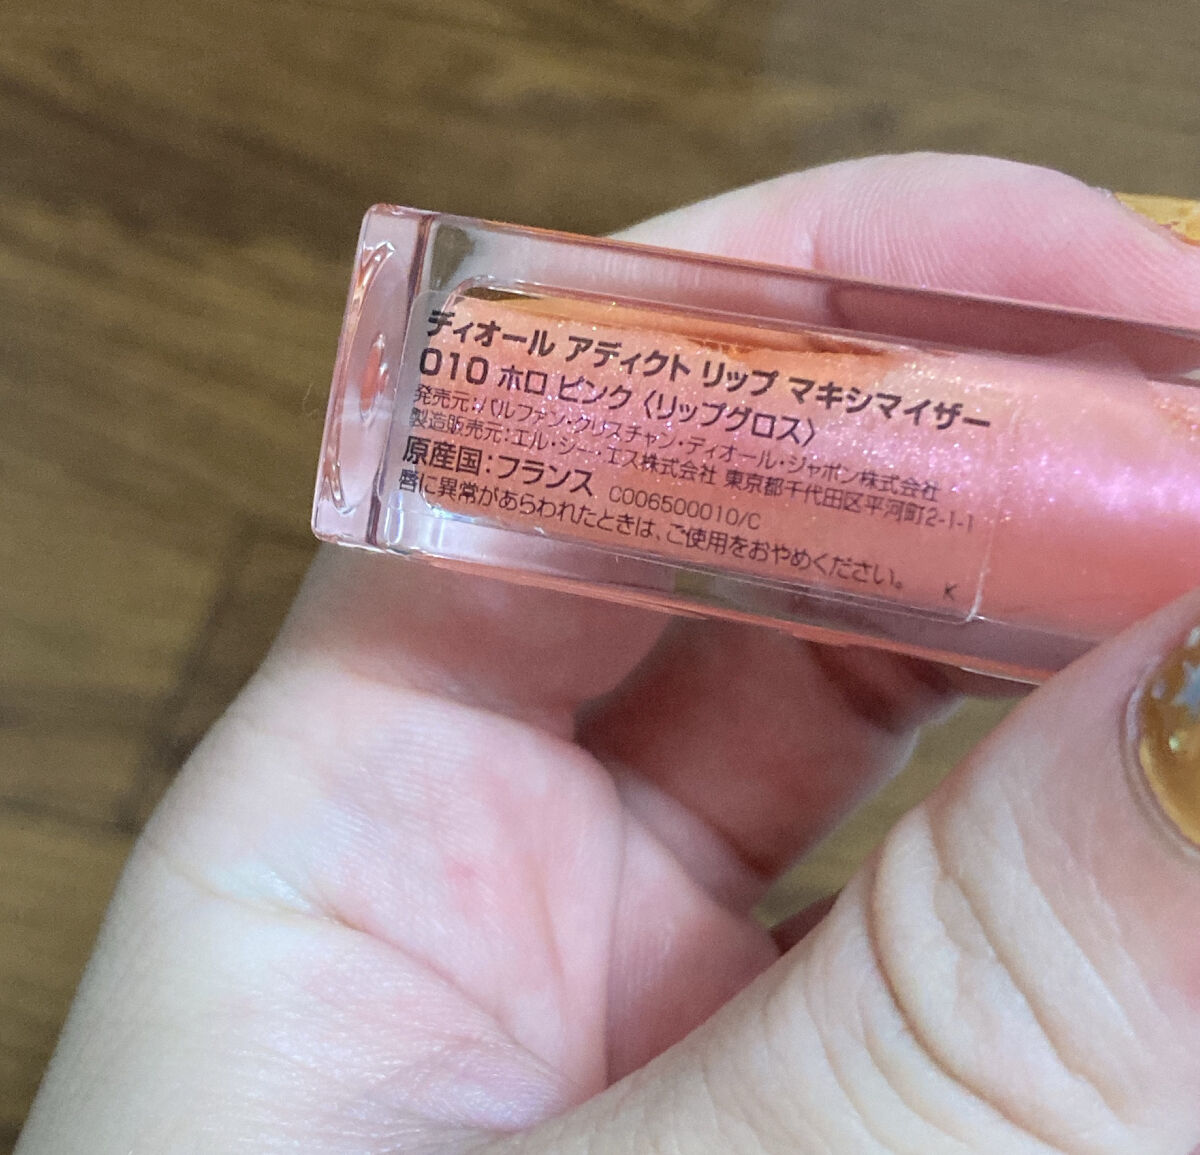 ディオール アディクト リップ マキシマイザー
010 ホロ ピンク〈リップグロス〉
発売元:パルファン・クリスチャン・ディオール・ジャポン株式会社
製造販売元:エル・シー・エス株式会社 東京都千代田区平河町2-1-1
原産国:フランス C006500010/C
唇に異常があらわれたときは、ご使用をおやめください。 K